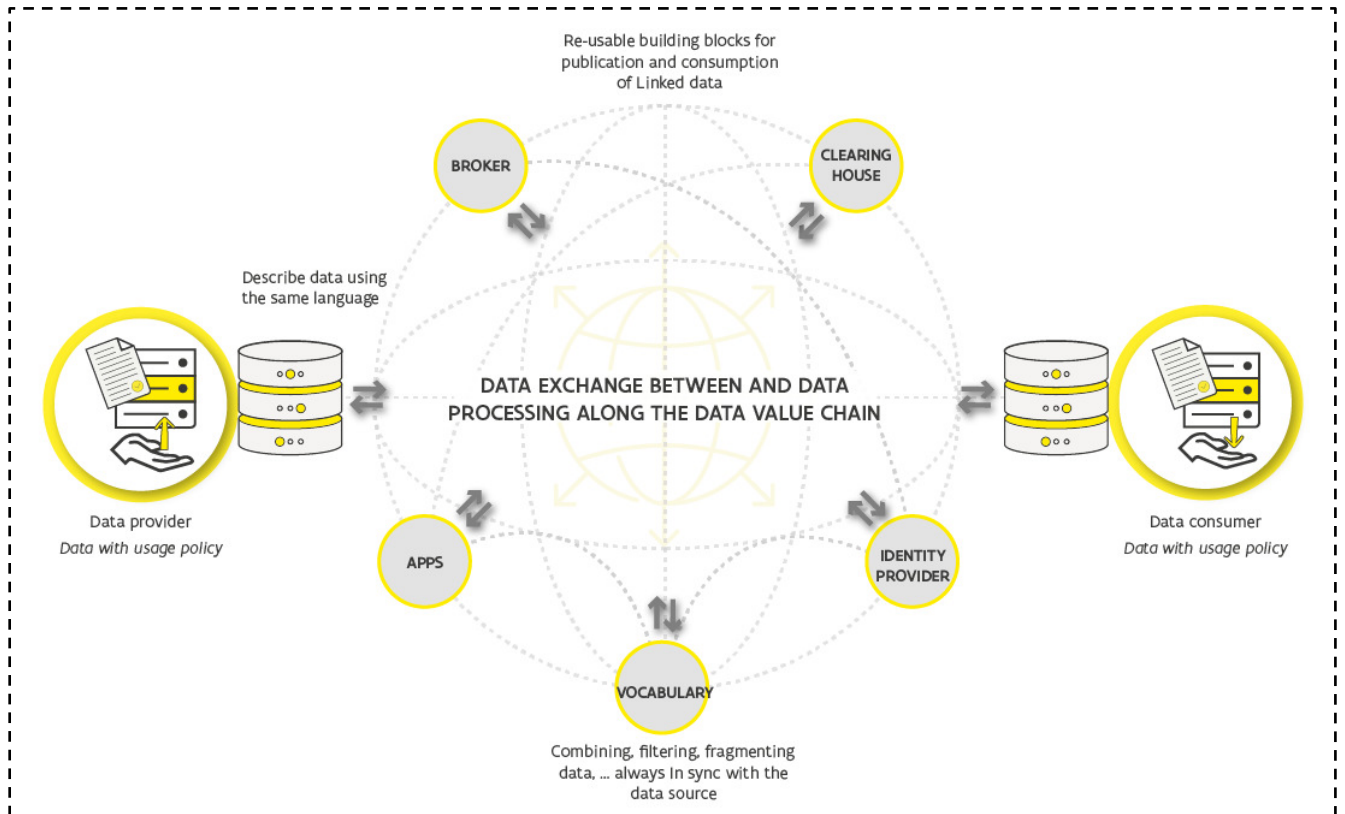 Re-usable building blocks for
publication and consumption
of Linked data
BROKER
CLEARING
HOUSE
Describe data using
the same language
DATA EXCHANGE BETWEEN AND DATA
PROCESSING ALONG THE DATA VALUE CHAIN
Data provider
Data with usage policy
Data consumer
Data with usage policy
APPS
IDENTITY
PROVIDER
VOCABULARY
Combining, filtering, fragmenting
data, ... always In sync with the
data source